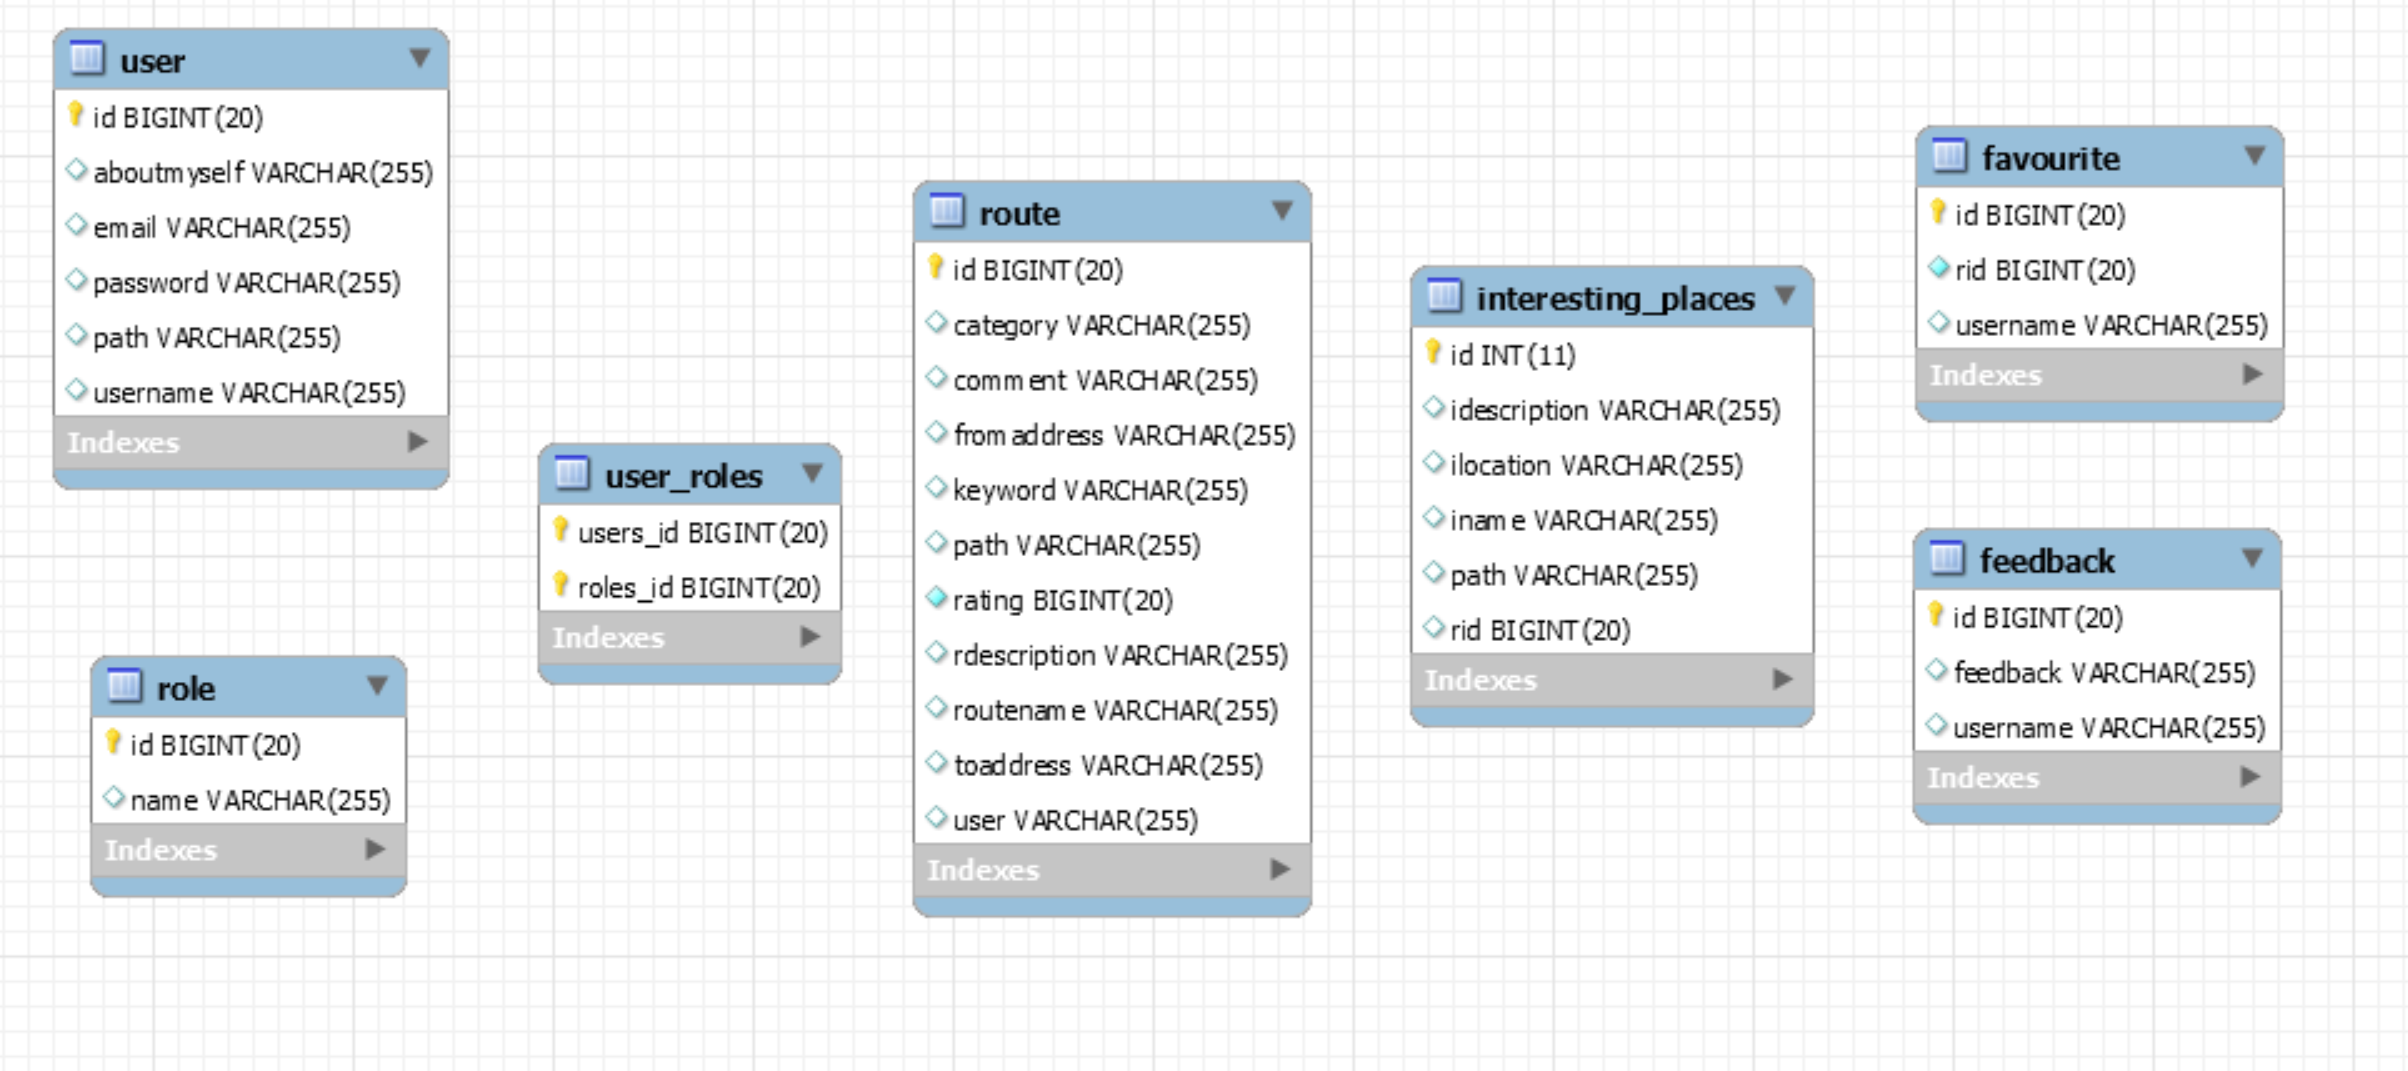 user
id BIGINT(20)
aboutmyself VARCHAR(255)
email VARCHAR(255)
password VARCHAR(255)
path VARCHAR(255)
username VARCHAR(255)
Indexes
role
id BIGINT(20)
name VARCHAR(255)
Indexes
user_roles
users_id BIGINT(20)
roles_id BIGINT(20)
Indexes
route
id BIGINT(20)
category VARCHAR(255)
comment VARCHAR(255)
fromaddress VARCHAR(255)
keyword VARCHAR(255)
path VARCHAR(255)
rating BIGINT(20)
rdescription VARCHAR(255)
routename VARCHAR(255)
toaddress VARCHAR(255)
user VARCHAR(255)
Indexes
interesting_places
id INT(11)
idescription VARCHAR(255)
ilocation VARCHAR(255)
iname VARCHAR(255)
path VARCHAR(255)
rid BIGINT(20)
Indexes
favourite
id BIGINT(20)
rid BIGINT(20)
username VARCHAR(255)
Indexes
feedback
id BIGINT(20)
feedback VARCHAR(255)
username VARCHAR(255)
Indexes